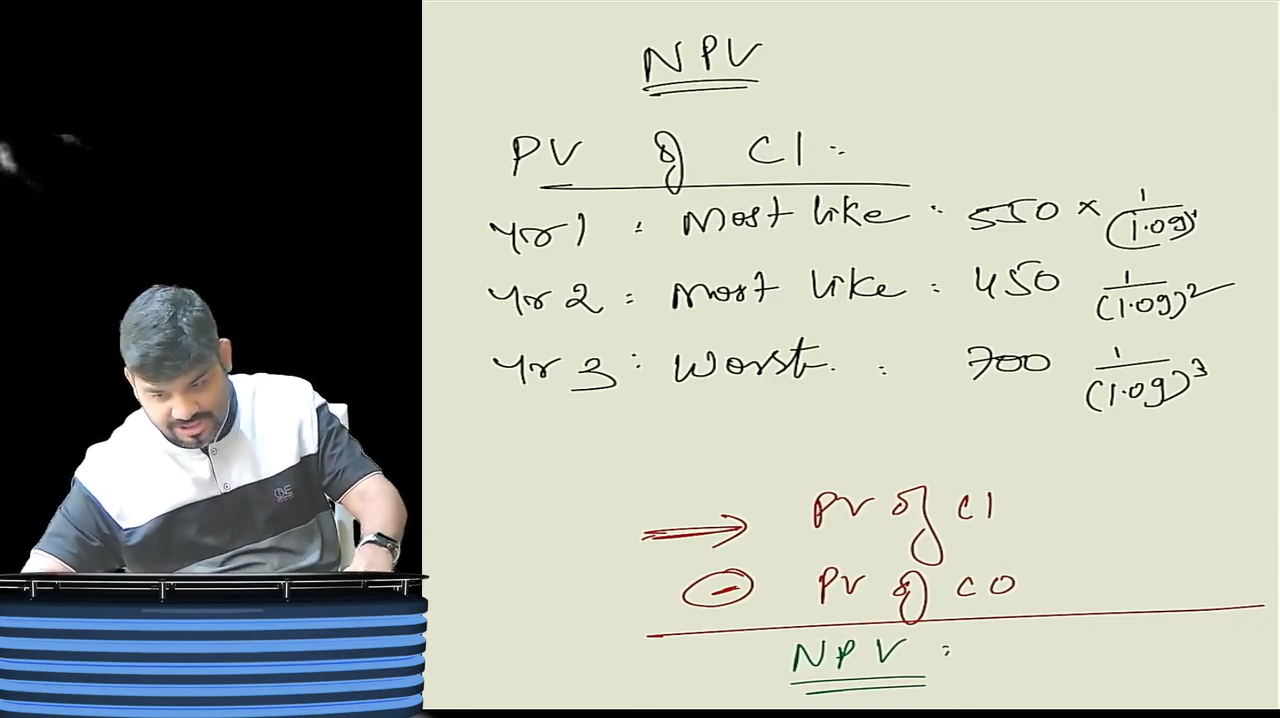 NPV
PV of CI :
Yr 1 : Most like : 550 × 1/(1.09)¹
Yr 2 : Most like : 450 1/(1.09)²
Yr 3 : Worst : 700 1/(1.09)³
⇒ PV of CI
⊖ PV of CO
NPV :